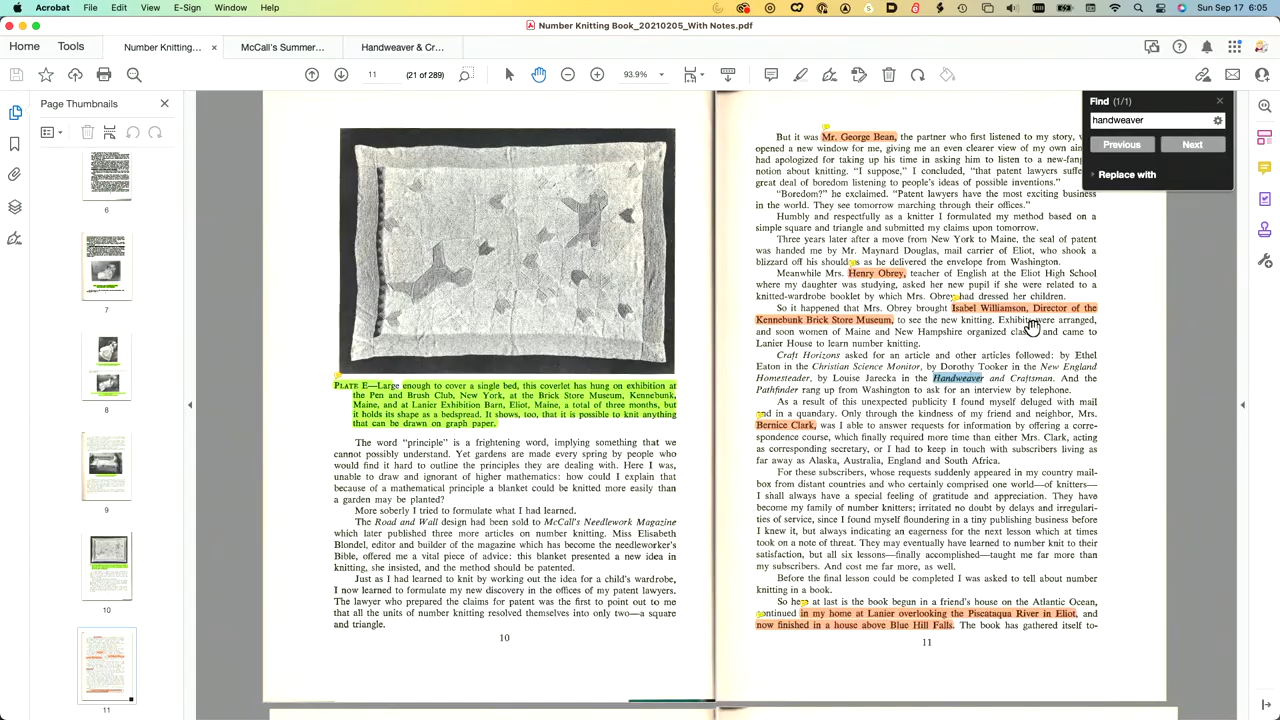 Acrobat File Edit View E-Sign Window Help
Sun Sep 17 6:05
Number Knitting Book_20210205_With Notes.pdf
Home Tools Number Knitting... × McCall's Summer... Handweaver & Cr...
11 (21 of 289) 93.9%
Page Thumbnails ×
6
7
8
9
10
11
Find (1/1) ×
handweaver
Previous Next
Replace with
PLATE E—Large enough to cover a single bed, this coverlet has hung on exhibition at
the Pen and Brush Club, New York, at the Brick Store Museum, Kennebunk,
Maine, and at Lanier Exhibition Barn, Eliot, Maine, a total of three months, but
it holds its shape as a bedspread. It shows, too, that it is possible to knit anything
that can be drawn on graph paper.
The word “principle” is a frightening word, implying something that we
cannot possibly understand. Yet gardens are made every spring by people who
would find it hard to outline the principles they are dealing with. Here I was,
unable to draw and ignorant of higher mathematics: how could I explain that
because of a mathematical principle a blanket could be knitted more easily than
a garden may be planted?
More soberly I tried to formulate what I had learned.
The Road and Wall design had been sold to McCall's Needlework Magazine
which later published three more articles on number knitting. Miss Elisabeth
Blondel, editor and builder of the magazine which has become the needleworker's
Bible, offered me a vital piece of advice: this blanket presented a new idea in
knitting, she insisted, and the method should be patented.
Just as I had learned to knit by working out the idea for a child's wardrobe,
I now learned to formulate my new discovery in the offices of my patent lawyers.
The lawyer who prepared the claims for patent was the first to point out to me
that all the units of number knitting resolved themselves into only two—a square
and triangle.
10
But it was Mr. George Bean, the partner who first listened to my story,
opened a new window for me, giving me an even clearer view of my own
had apologized for taking up his time in asking him to listen to a new-fang
notion about knitting. “I suppose,” I concluded, “that patent lawyers suff
great deal of boredom listening to people's ideas of possible inventions.”
“Boredom?” he exclaimed. “Patent lawyers have the most exciting business
in the world. They see tomorrow marching through their offices.”
Humbly and respectfully as a knitter I formulated my method based on a
simple square and triangle and submitted my claims upon tomorrow.
Three years later after a move from New York to Maine, the seal of patent
was handed me by Mr. Maynard Douglas, mail carrier of Eliot, who shook a
blizzard off his shoulders as he delivered the envelope from Washington.
Meanwhile Mrs. Henry Obrey, teacher of English at the Eliot High School
where my daughter was studying, asked her new pupil if she were related to a
knitted-wardrobe booklet by which Mrs. Obrey had dressed her children.
So it happened that Mrs. Obrey brought Isabel Williamson, Director of the
Kennebunk Brick Store Museum, to see the new knitting. Exhibits were arranged,
and soon women of Maine and New Hampshire organized and came to
Lanier House to learn number knitting.
Craft Horizons asked for an article and other articles followed: by Ethel
Eaton in the Christian Science Monitor, by Dorothy Tooker in the New England
Homesteader, by Louise Jarecka in the Handweaver and Craftsman. And the
Pathfinder rang up from Washington to ask for an interview by telephone.
As a result of this unexpected publicity I found myself deluged with mail
and in a quandary. Only through the kindness of my friend and neighbor, Mrs.
Bernice Clark, was I able to answer requests for information by offering a corre-
spondence course, which finally required more time than either Mrs. Clark, acting
as corresponding secretary, or I had to keep in touch with subscribers living as
far away as Alaska, Australia, England and South Africa.
For these subscribers, whose requests suddenly appeared in my country mail-
box from distant countries and who certainly comprised one world—of knitters—
I shall always have a special feeling of gratitude and appreciation. They have
become my family of number knitters; irritated no doubt by delays and irregulari-
ties of service, since I found myself floundering in a tiny publishing business before
I knew it, but always indicating an eagerness for the next lesson which at times
took on a note of threat. They may eventually have learned to number knit to their
satisfaction, but all six lessons—finally accomplished—taught me far more than
my subscribers. And cost me far more, as well.
Before the final lesson could be completed I was asked to tell about number
knitting in a book.
So here at last is the book begun in a friend's house on the Atlantic Ocean,
continued in my home at Lanier overlooking the Piscataqua River in Eliot, and
now finished in a house above Blue Hill Falls. The book has gathered itself to-
11